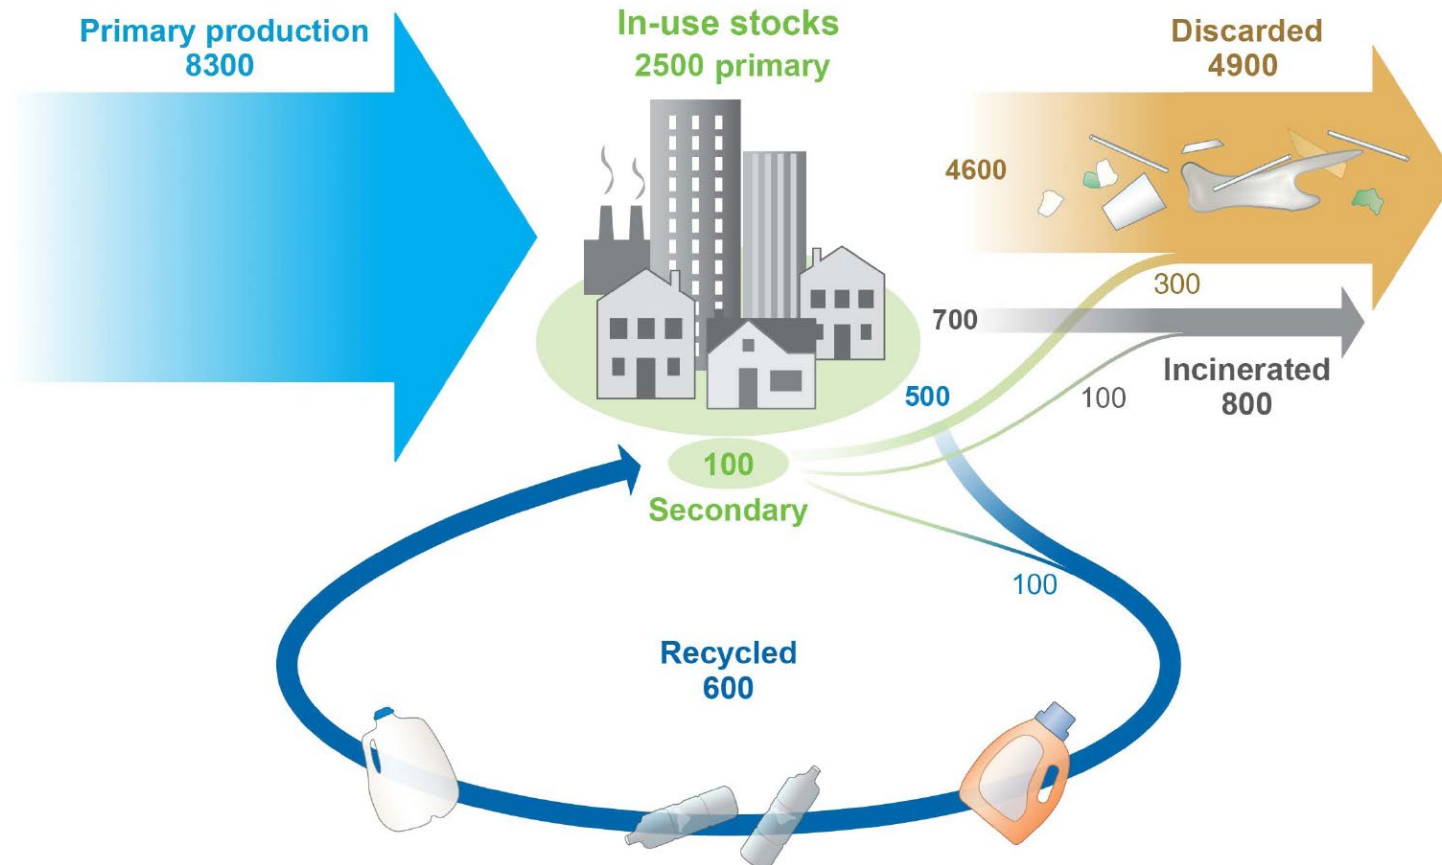 Primary production
8300
In-use stocks
2500 primary
Discarded
4900
4600
300
700
Incinerated
800
100
500
100
Secondary
100
Recycled
600